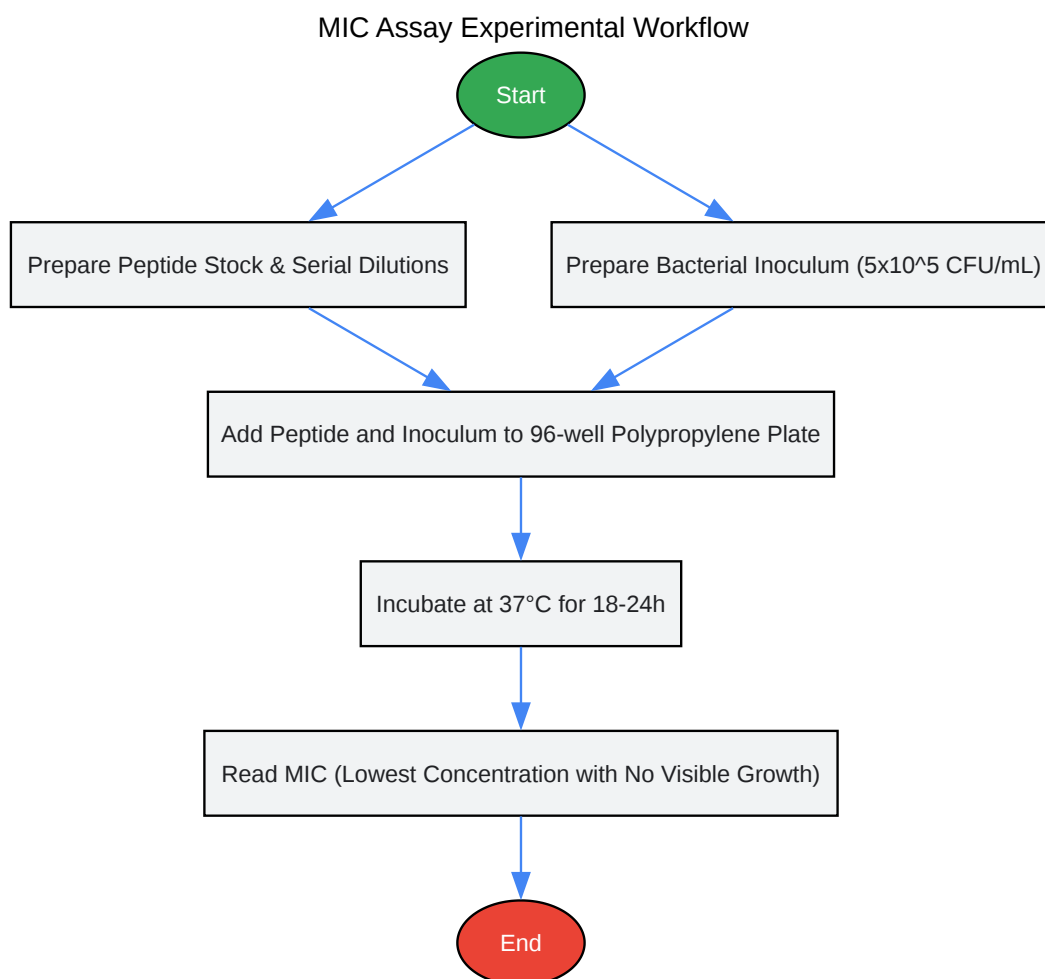 MIC Assay Experimental Workflow
Start
Prepare Peptide Stock & Serial Dilutions
Prepare Bacterial Inoculum (5x10^5 CFU/mL)
Add Peptide and Inoculum to 96-well Polypropylene Plate
Incubate at 37°C for 18-24h
Read MIC (Lowest Concentration with No Visible Growth)
End